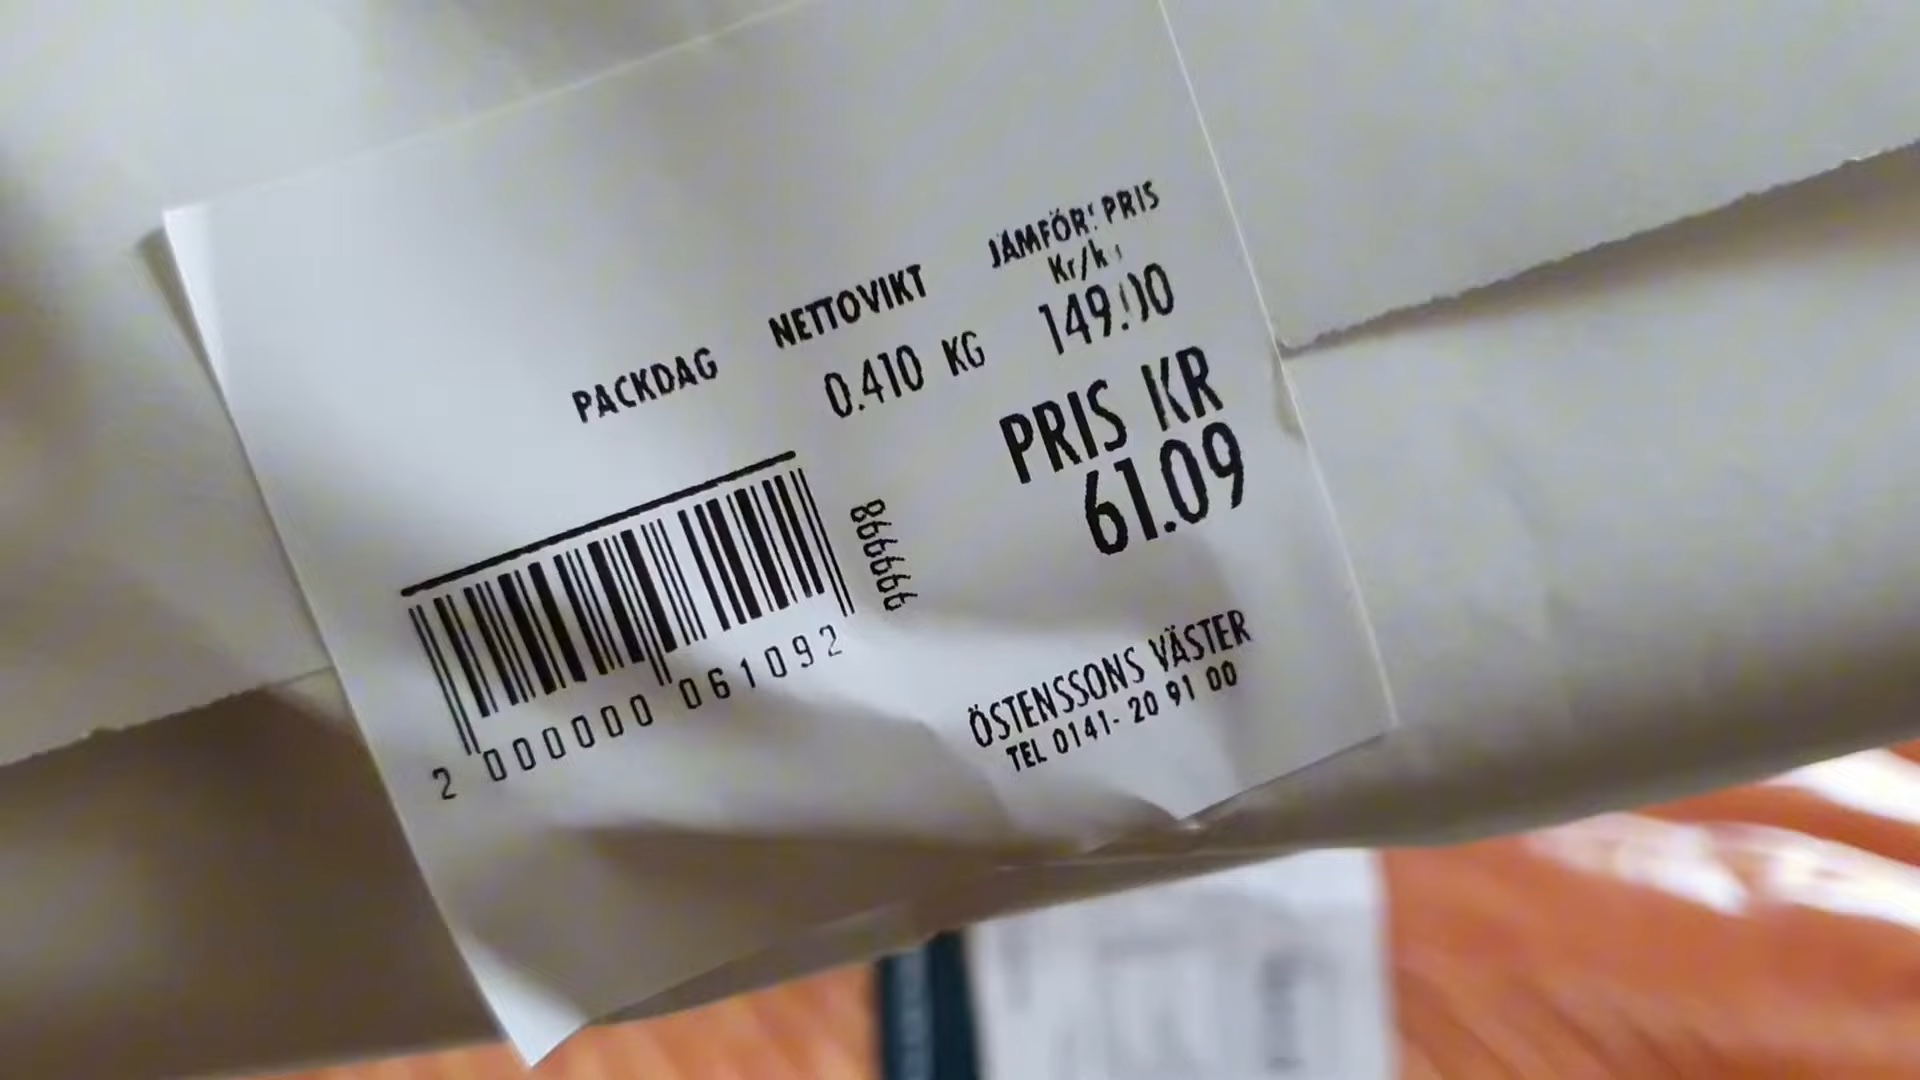 PACKDAG NETTOVIKT JÄMFÖR: PRIS
Kr/k
0.410 KG 149.00
PRIS KR
61.09
999998
2 000000 061092
ÖSTENSSONS VÄSTER
TEL 0141- 20 91 00